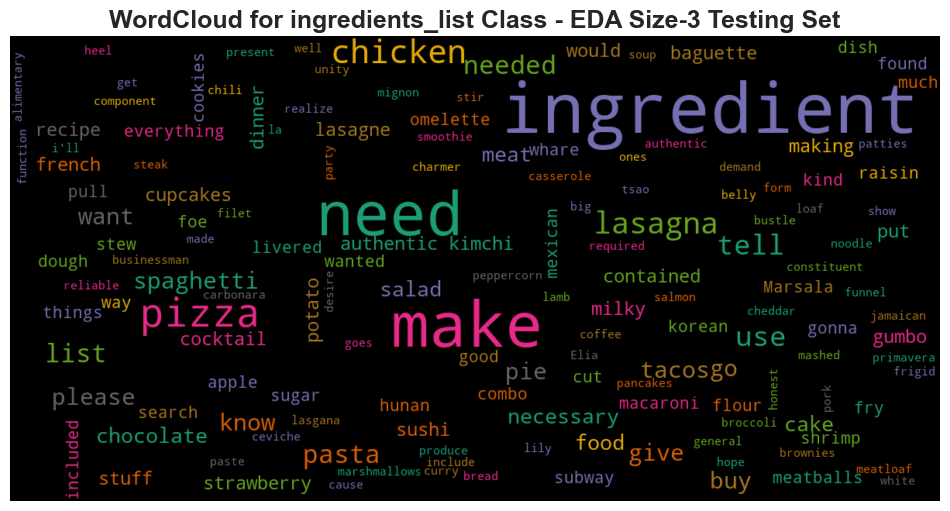 WordCloud for ingredients_list Class - EDA Size-3 Testing Set
heel present well chicken would baguette dish
unity soup needed found
function alimentary get cookies chili mignon stir ingredient much
component realize
recipe everything dinner la lasagne omelette
i'll smoothie authentic making patties
french steak party charmer meat whare ones demand kind raisin
casserole
pull cupcakes need tsao belly form
want foe filet big lasagna bustle loaf show put
stew made livered authentic kimchi mexican required tell noodle
dough businessman wanted constituent
reliable spaghetti desire peppercorn contained Marsala funnel
things way carbonara potato salad lamb milky salmon cheddar jamaican
pizza cocktail make coffee korean use gonna gumbo
list goes good Elia mashed primavera
apple pie cut tacosgo frigid
please sugar combo pancakes honest pork
search know hunan necessary macaroni flour fry
lasgana sushi broccoli cake
included chocolate ceviche produce lily food general shrimp
paste pasta include give hope brownies
stuff strawberry marshmallows curry bread subway buy meatballs meatloaf
cause white